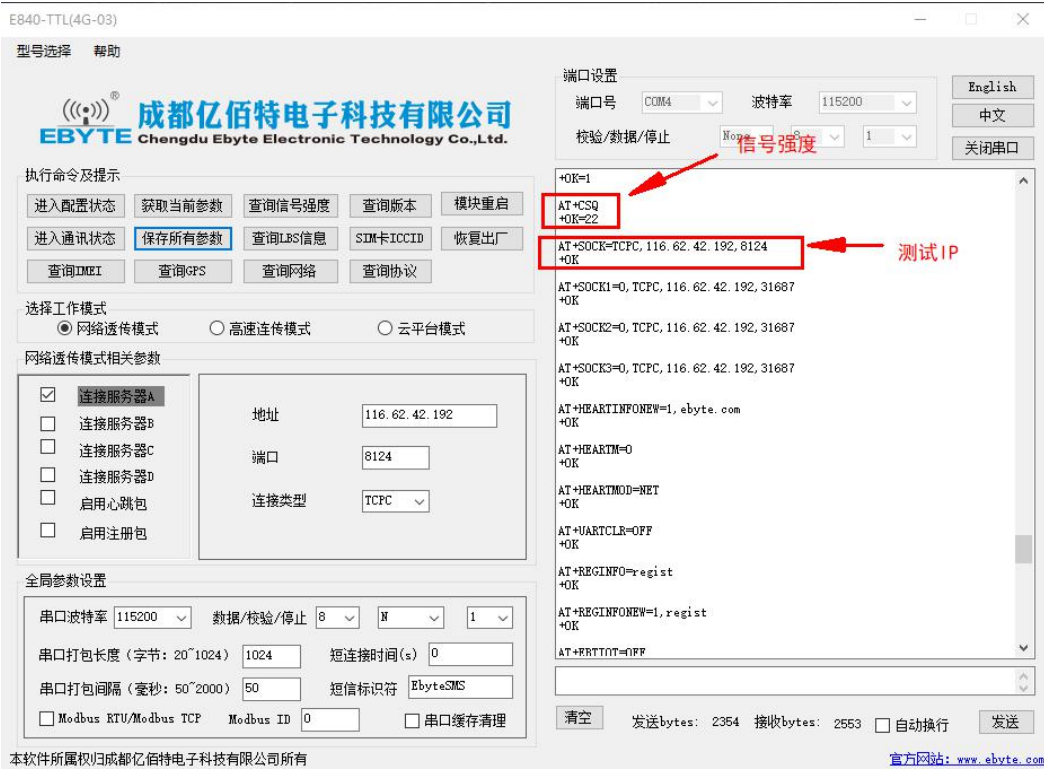 E840-TTL(4G-03)
型号选择 帮助
EBYTE ®
成都亿佰特电子科技有限公司
Chengdu Ebyte Electronic Technology Co.,Ltd.
端口设置
端口号 COM4 波特率 115200
校验/数据/停止 None 8 1
English
中文
关闭串口
信号强度
执行命令及提示
进入配置状态 获取当前参数 查询信号强度 查询版本 模块重启
进入通讯状态 保存所有参数 查询LBS信息 SIM卡ICCID 恢复出厂
查询IMEI 查询GPS 查询网络 查询协议
选择工作模式
网络透传模式 高速连传模式 云平台模式
网络透传模式相关参数
连接服务器A
连接服务器B
连接服务器C
连接服务器D
启用心跳包
启用注册包
地址 116.62.42.192
端口 8124
连接类型 TCPC
全局参数设置
串口波特率 115200 数据/校验/停止 8 N 1
串口打包长度(字节: 20~1024) 1024 短连接时间(s) 0
串口打包间隔(毫秒: 50~2000) 50 短信标识符 EbyteSMS
Modbus RTU/Modbus TCP Modbus ID 0 串口缓存清理
+OK=1
AT+CSQ
+OK=22
AT+SOCK=TCPC,116.62.42.192,8124
+OK
测试IP
AT+SOCK1=0,TCPC,116.62.42.192,31687
+OK
AT+SOCK2=0,TCPC,116.62.42.192,31687
+OK
AT+SOCK3=0,TCPC,116.62.42.192,31687
+OK
AT+HEARTINFONEW=1,ebyte.com
+OK
AT+HEARTM=0
+OK
AT+HEARTMOD=NET
+OK
AT+UARTCLR=OFF
+OK
AT+REGINFO=regist
+OK
AT+REGINFONEW=1,regist
+OK
AT+EBTIOT=OFF
清空 发送bytes: 2354 接收bytes: 2553 自动换行 发送
本软件所属权归成都亿佰特电子科技有限公司所有
官方网站: www.ebyte.com